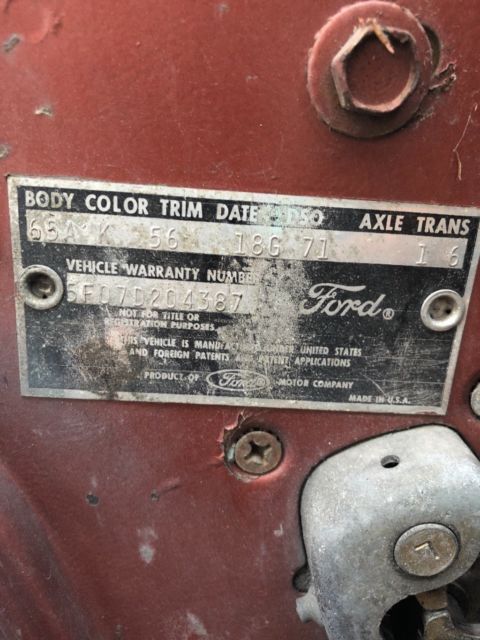 BODY COLOR TRIM DATE DSO AXLE TRANS
65A K 56 18G 71 1 6
VEHICLE WARRANTY NUMBER
5F07D204387 Ford®
NOT FOR TITLE OR
REGISTRATION PURPOSES
THIS VEHICLE IS MANUFACTURED UNITED STATES
AND FOREIGN PATENTS AND PATENT APPLICATIONS
PRODUCT OF Ford® MOTOR COMPANY
MADE IN U.S.A.